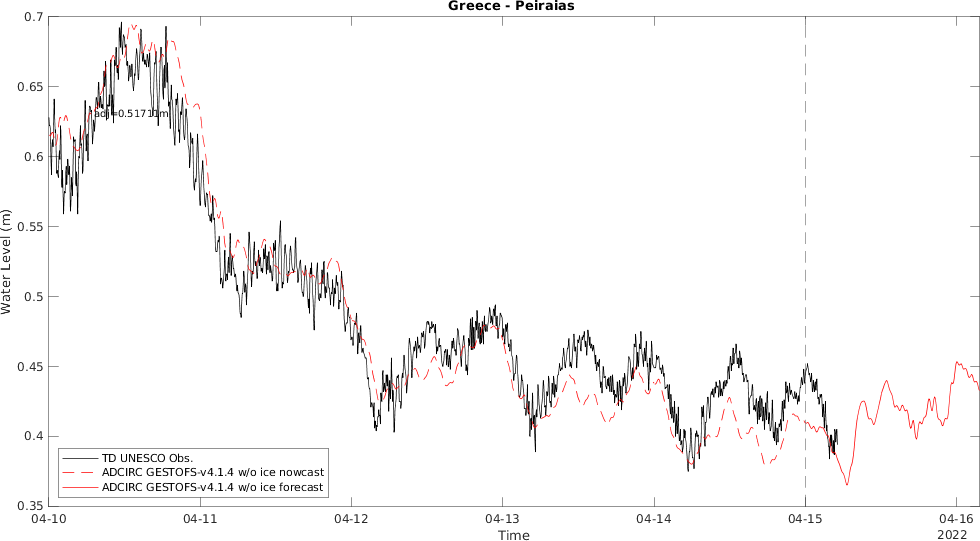 Greece - Peiraias
0.7
0.65
0.6
0.55
0.5
0.45
0.4
0.35
Water Level (m)
adj=0.51711m
TD UNESCO Obs.
ADCIRC GESTOFS-v4.1.4 w/o ice nowcast
ADCIRC GESTOFS-v4.1.4 w/o ice forecast
04-10 04-11 04-12 04-13 04-14 04-15 04-16
Time
2022